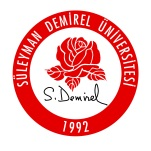 SÜLEYMAN DEMİREL ÜNİVERSİTESİ
S. Demirel
1992